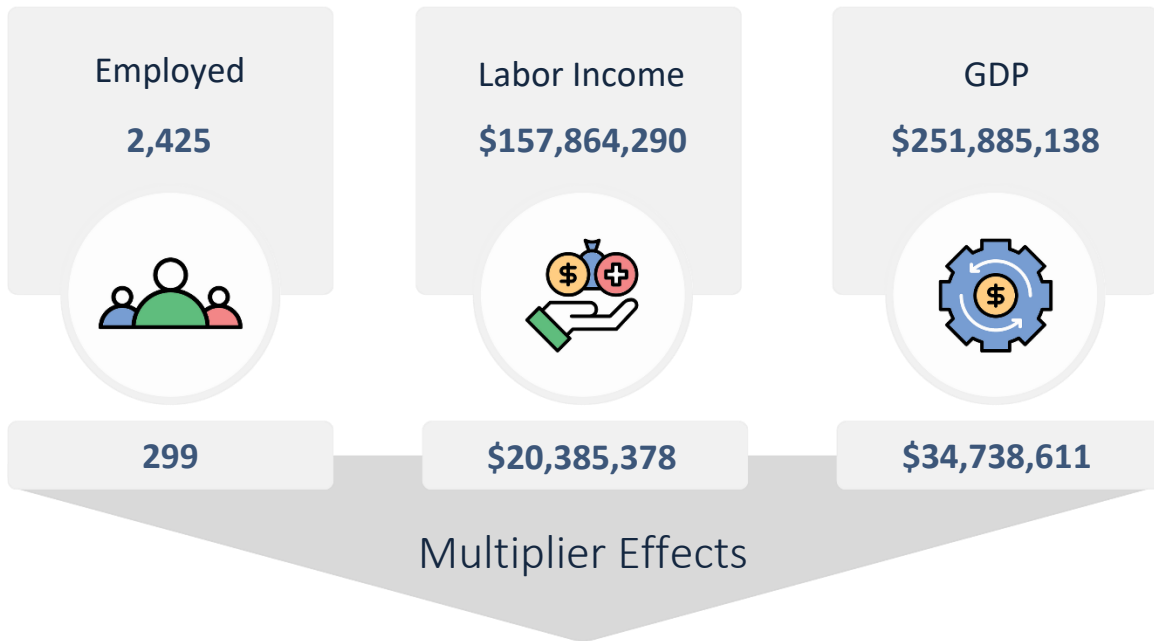 Employed
2,425
Labor Income
$157,864,290
GDP
$251,885,138
$
$
299
$20,385,378
$34,738,611
Multiplier Effects